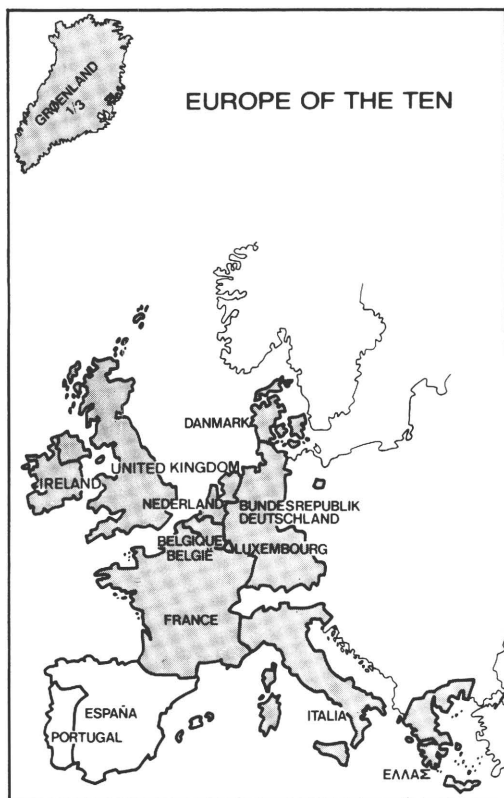 EUROPE OF THE TEN
GRØENLAND
1/3
DANMARK
UNITED KINGDOM
IRELAND
NEDERLAND
BUNDESREPUBLIK
DEUTSCHLAND
BELGIQUE
BELGIË
LUXEMBOURG
FRANCE
ESPAÑA
PORTUGAL
ITALIA
ΕΛΛΑΣ